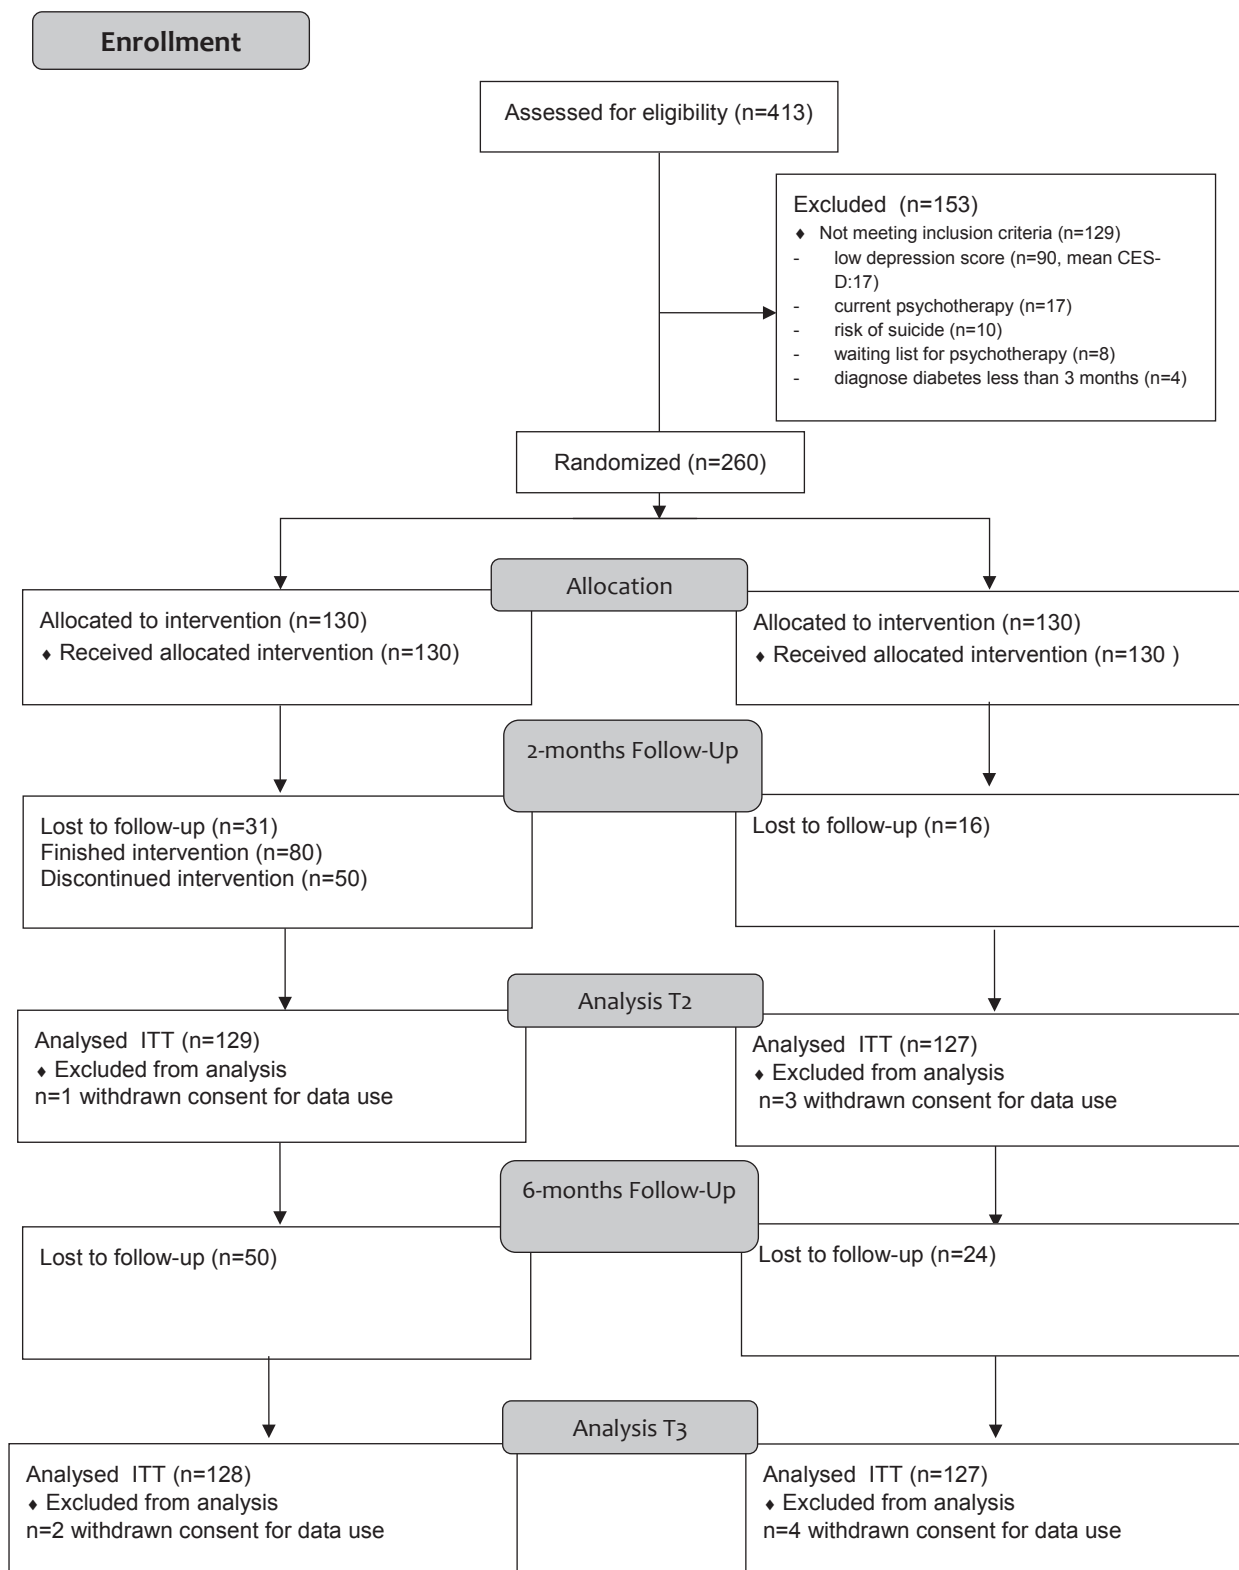 Enrollment
Assessed for eligibility (n=413)
Excluded (n=153)
♦ Not meeting inclusion criteria (n=129)
- low depression score (n=90, mean CES-
D:17)
- current psychotherapy (n=17)
- risk of suicide (n=10)
- waiting list for psychotherapy (n=8)
- diagnose diabetes less than 3 months (n=4)
Randomized (n=260)
Allocation
Allocated to intervention (n=130)
♦ Received allocated intervention (n=130)
Allocated to intervention (n=130)
♦ Received allocated intervention (n=130 )
2-months Follow-Up
Lost to follow-up (n=31)
Finished intervention (n=80)
Discontinued intervention (n=50)
Lost to follow-up (n=16)
Analysis T2
Analysed ITT (n=129)
♦ Excluded from analysis
n=1 withdrawn consent for data use
Analysed ITT (n=127)
♦ Excluded from analysis
n=3 withdrawn consent for data use
6-months Follow-Up
Lost to follow-up (n=50)
Lost to follow-up (n=24)
Analysis T3
Analysed ITT (n=128)
♦ Excluded from analysis
n=2 withdrawn consent for data use
Analysed ITT (n=127)
♦ Excluded from analysis
n=4 withdrawn consent for data use